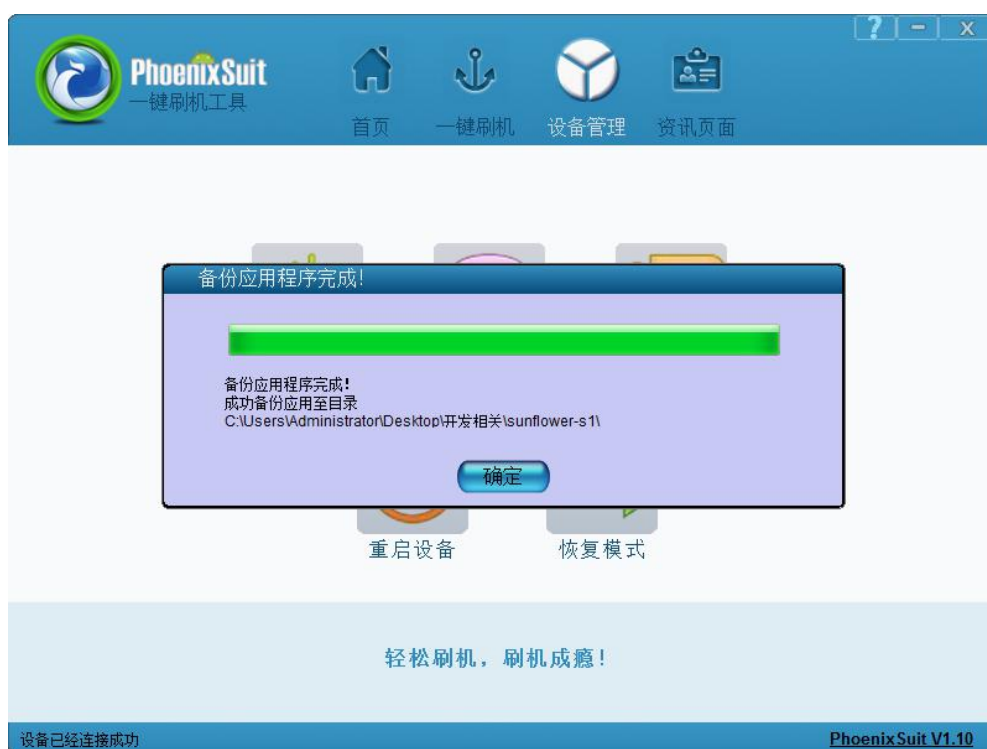 ? - x
PhoenixSuit
一键刷机工具
首页 一键刷机 设备管理 资讯页面
备份应用程序完成!
备份应用程序完成!
成功备份应用至目录
C:\Users\Administrator\Desktop\开发相关\sunflower-s1\
确定
重启设备 恢复模式
轻松刷机，刷机成瘾！
设备已经连接成功 PhoenixSuit V1.10